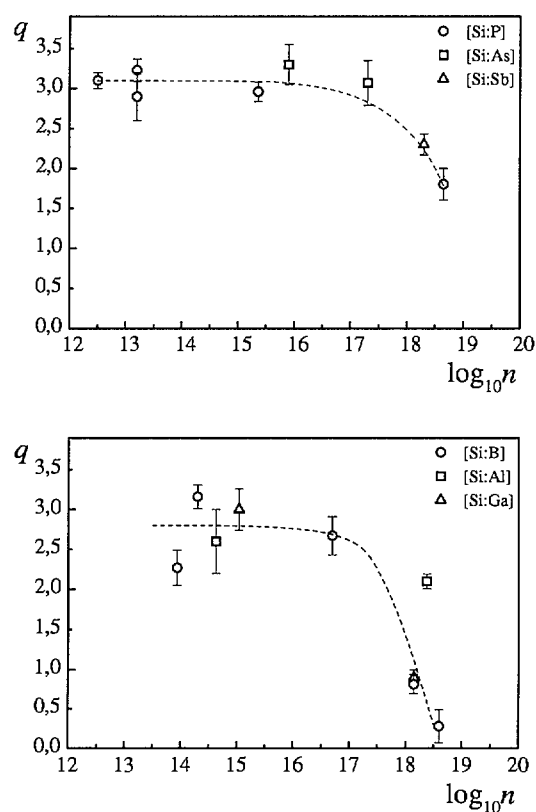 q
3,5
3,0
2,5
2,0
1,5
1,0
0,5
0,0
[Si:P]
[Si:As]
[Si:Sb]
12 13 14 15 16 17 18 19 20
log10n
q
3,5
3,0
2,5
2,0
1,5
1,0
0,5
0,0
[Si:B]
[Si:Al]
[Si:Ga]
12 13 14 15 16 17 18 19 20
log10n